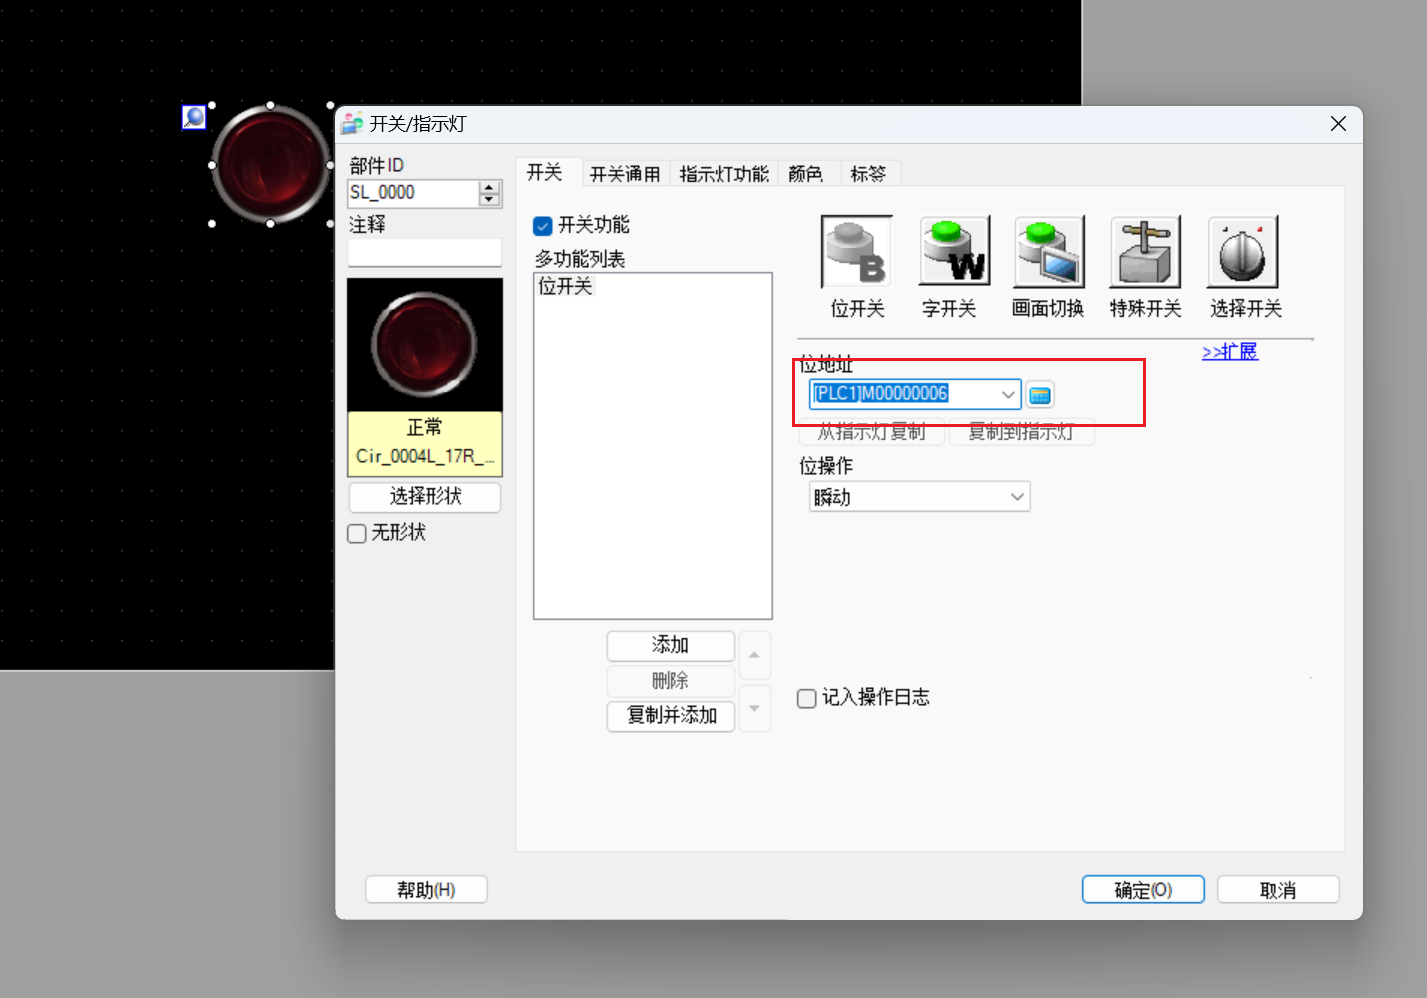 开关/指示灯
部件ID
SL_0000
注释
正常
Cir_0004L_17R_...
选择形状
无形状
开关
开关通用
指示灯功能
颜色
标签
开关功能
多功能列表
位开关
添加
删除
复制并添加
B
W
位开关
字开关
画面切换
特殊开关
选择开关
>>扩展
位地址
[PLC1]M00000006
从指示灯复制
复制到指示灯
位操作
瞬动
记入操作日志
帮助(H)
确定(O)
取消